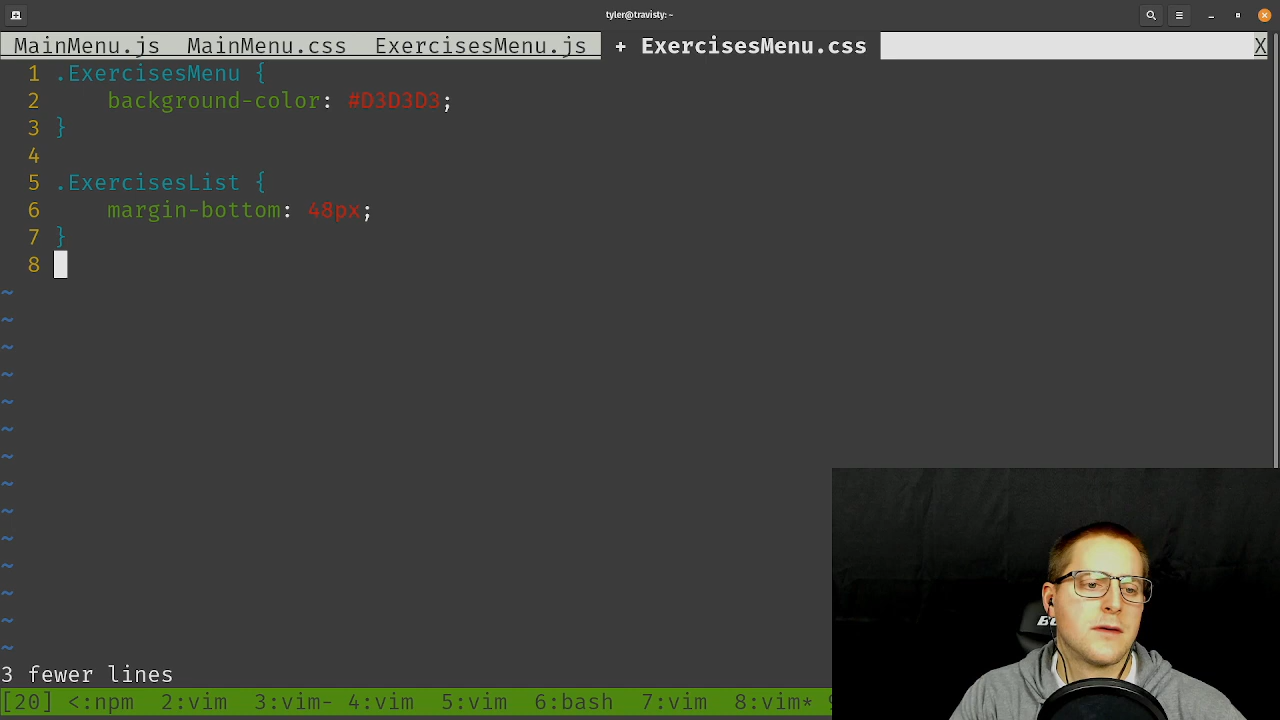 tyler@travisty: ~
MainMenu.js MainMenu.css ExercisesMenu.js + ExercisesMenu.css X
1 .ExercisesMenu {
2 background-color: #D3D3D3;
3 }
4
5 .ExercisesList {
6 margin-bottom: 48px;
7 }
8
~
~
~
~
~
~
~
~
~
~
~
~
~
~
3 fewer lines
[20] <:npm 2:vim 3:vim- 4:vim 5:vim 6:bash 7:vim 8:vim*